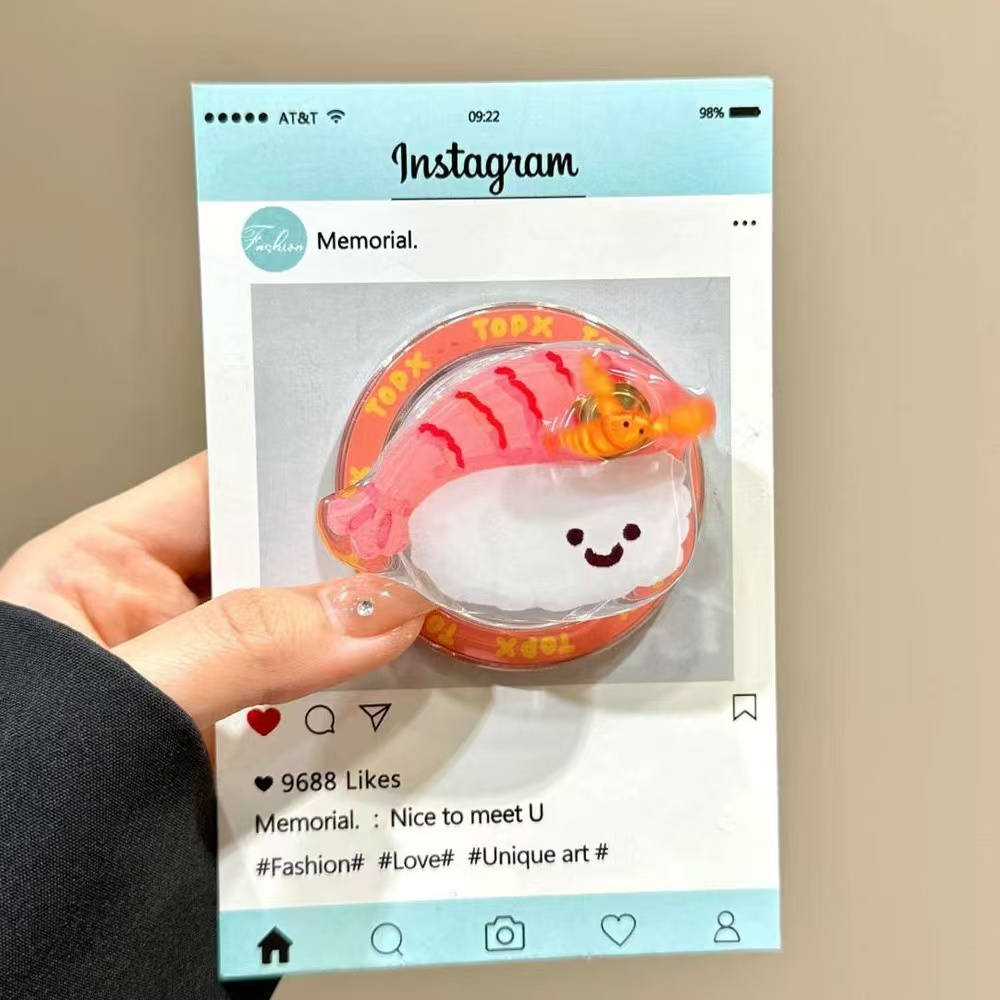 AT&T 09:22 98%
Instagram
Fashion Memorial.
TOPX
TOPX
TOPX
9688 Likes
Memorial. : Nice to meet U
#Fashion# #Love# #Unique art #